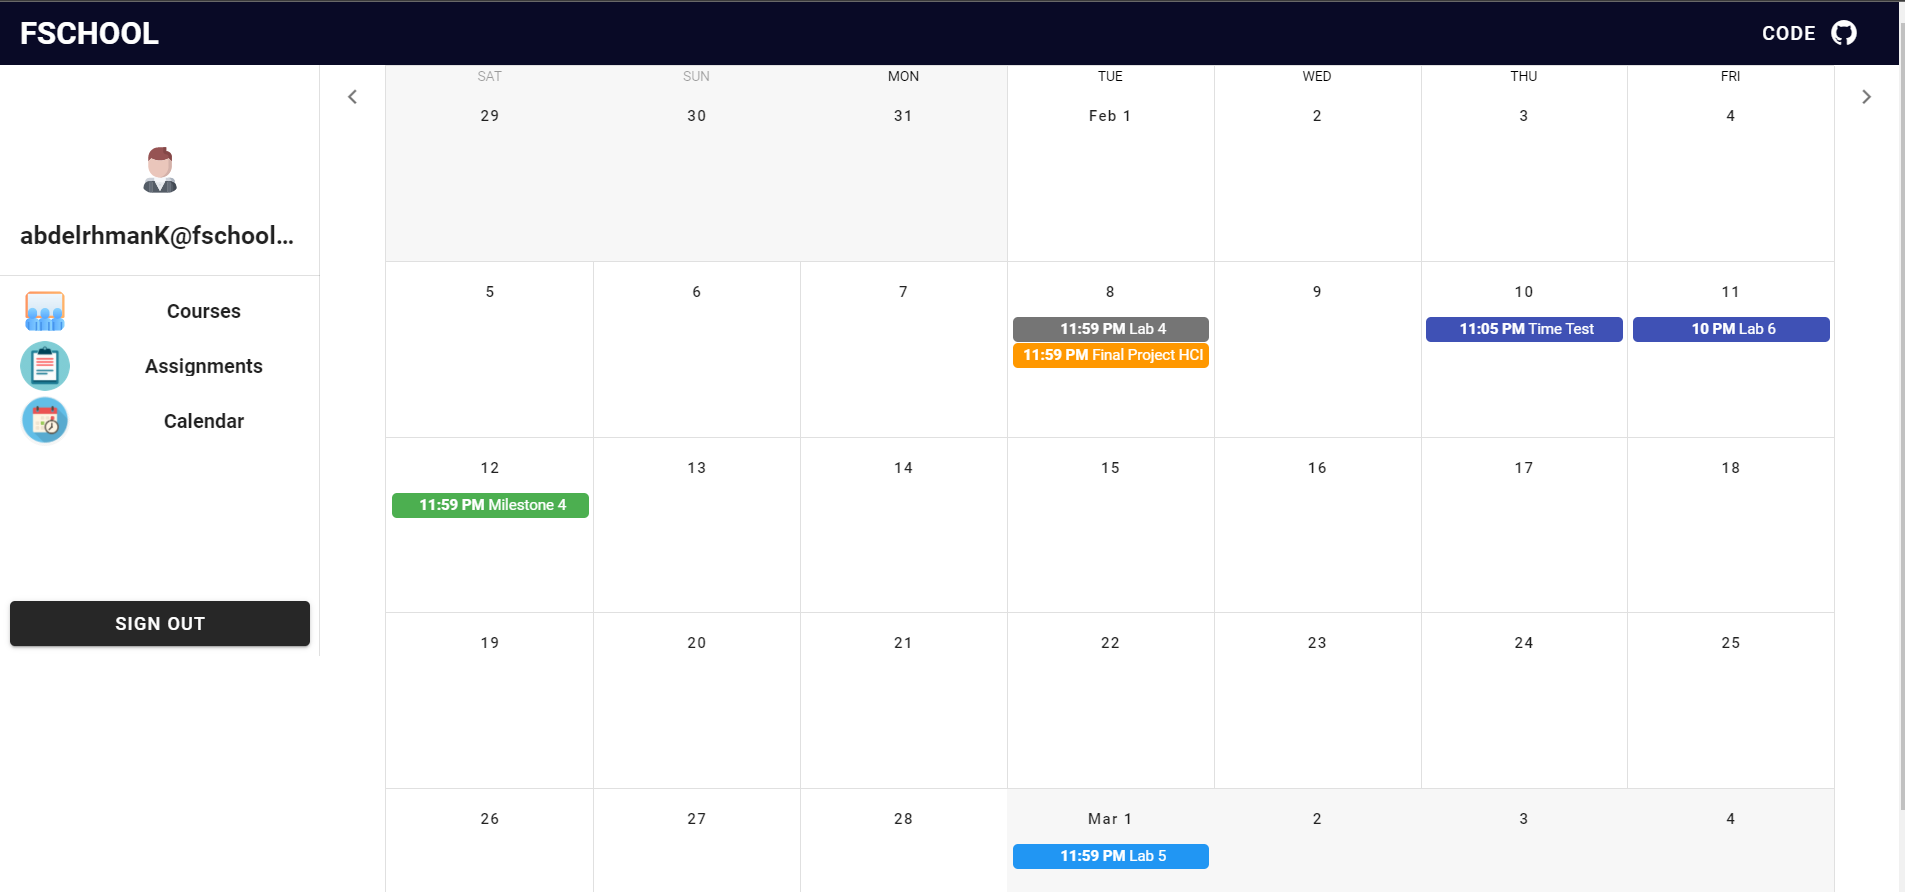 FSCHOOL
CODE
abdelrhmanK@fschool...
Courses
Assignments
Calendar
SIGN OUT
SAT SUN MON TUE WED THU FRI
29 30 31 Feb 1 2 3 4
5 6 7 8 9 10 11
11:59 PM Lab 4
11:59 PM Final Project HCI
11:05 PM Time Test
10 PM Lab 6
12 13 14 15 16 17 18
11:59 PM Milestone 4
19 20 21 22 23 24 25
26 27 28 Mar 1 2 3 4
11:59 PM Lab 5